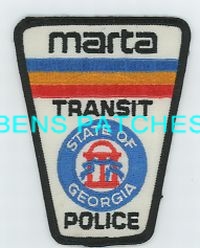 marta
TRANSIT
BENS PATCHES
STATE OF
GEORGIA
POLICE